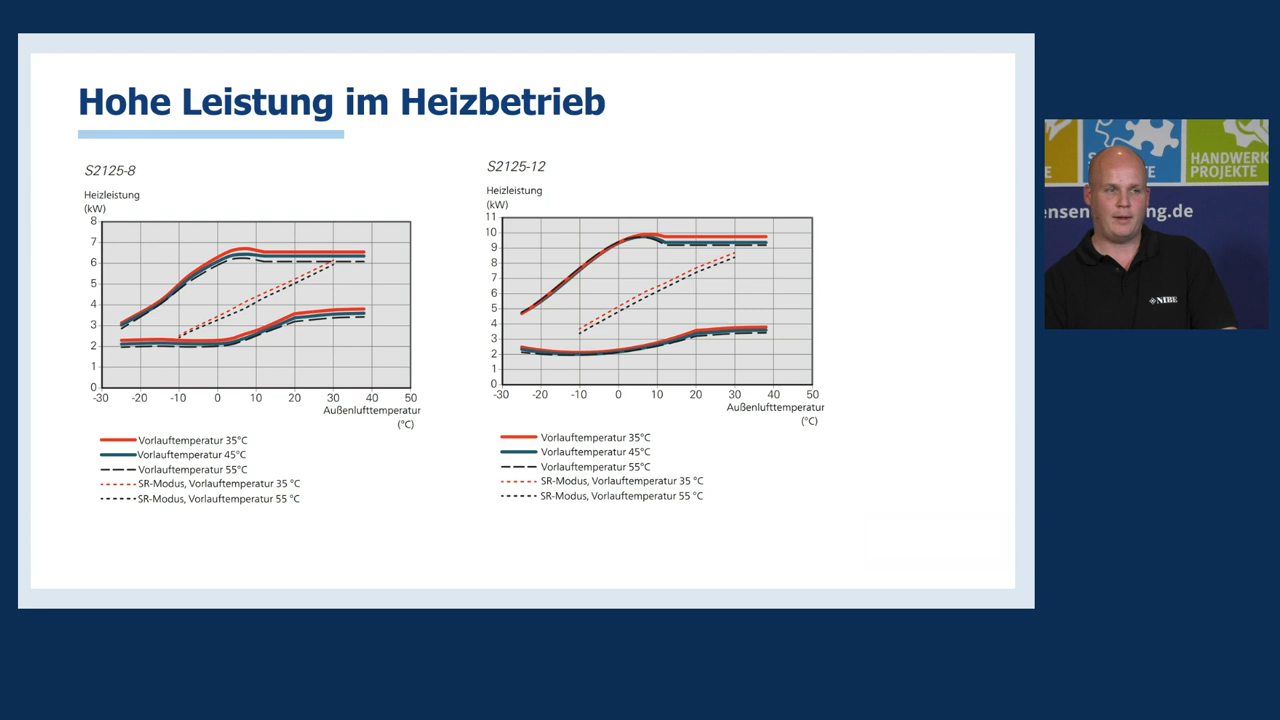 Hohe Leistung im Heizbetrieb
S2125-8
Heizleistung
(kW)
8
7
6
5
4
3
2
1
0
-30 -20 -10 0 10 20 30 40 50
Außenlufttemperatur
(°C)
Vorlauftemperatur 35°C
Vorlauftemperatur 45°C
Vorlauftemperatur 55°C
SR-Modus, Vorlauftemperatur 35 °C
SR-Modus, Vorlauftemperatur 55 °C
S2125-12
Heizleistung
(kW)
11
10
9
8
7
6
5
4
3
2
1
0
-30 -20 -10 0 10 20 30 40 50
Außenlufttemperatur
(°C)
Vorlauftemperatur 35°C
Vorlauftemperatur 45°C
Vorlauftemperatur 55°C
SR-Modus, Vorlauftemperatur 35 °C
SR-Modus, Vorlauftemperatur 55 °C
HANDWERK
PROJEKTE
ng.de
NIBE